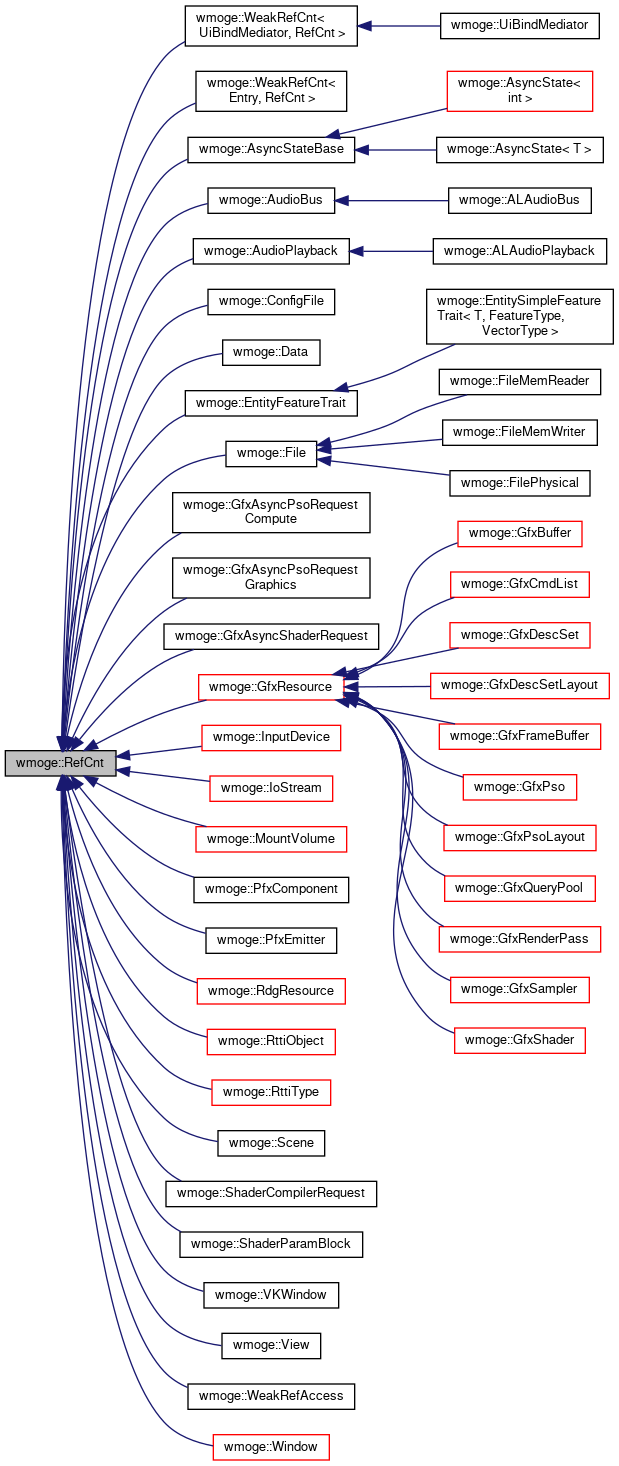 wmoge::WeakRefCnt<
UiBindMediator, RefCnt >
wmoge::UiBindMediator
wmoge::WeakRefCnt<
Entry, RefCnt >
wmoge::AsyncState<
int >
wmoge::AsyncStateBase
wmoge::AsyncState< T >
wmoge::AudioBus
wmoge::ALAudioBus
wmoge::AudioPlayback
wmoge::ALAudioPlayback
wmoge::ConfigFile
wmoge::EntitySimpleFeature
Trait< T, FeatureType,
VectorType >
wmoge::Data
wmoge::EntityFeatureTrait
wmoge::FileMemReader
wmoge::File
wmoge::FileMemWriter
wmoge::FilePhysical
wmoge::GfxAsyncPsoRequest
Compute
wmoge::GfxBuffer
wmoge::GfxAsyncPsoRequest
Graphics
wmoge::GfxCmdList
wmoge::GfxAsyncShaderRequest
wmoge::GfxDescSet
wmoge::GfxResource
wmoge::GfxDescSetLayout
wmoge::InputDevice
wmoge::GfxFrameBuffer
wmoge::RefCnt
wmoge::IoStream
wmoge::GfxPso
wmoge::MountVolume
wmoge::GfxPsoLayout
wmoge::PfxComponent
wmoge::GfxQueryPool
wmoge::PfxEmitter
wmoge::GfxRenderPass
wmoge::RdgResource
wmoge::GfxSampler
wmoge::RttiObject
wmoge::GfxShader
wmoge::RttiType
wmoge::Scene
wmoge::ShaderCompilerRequest
wmoge::ShaderParamBlock
wmoge::VKWindow
wmoge::View
wmoge::WeakRefAccess
wmoge::Window